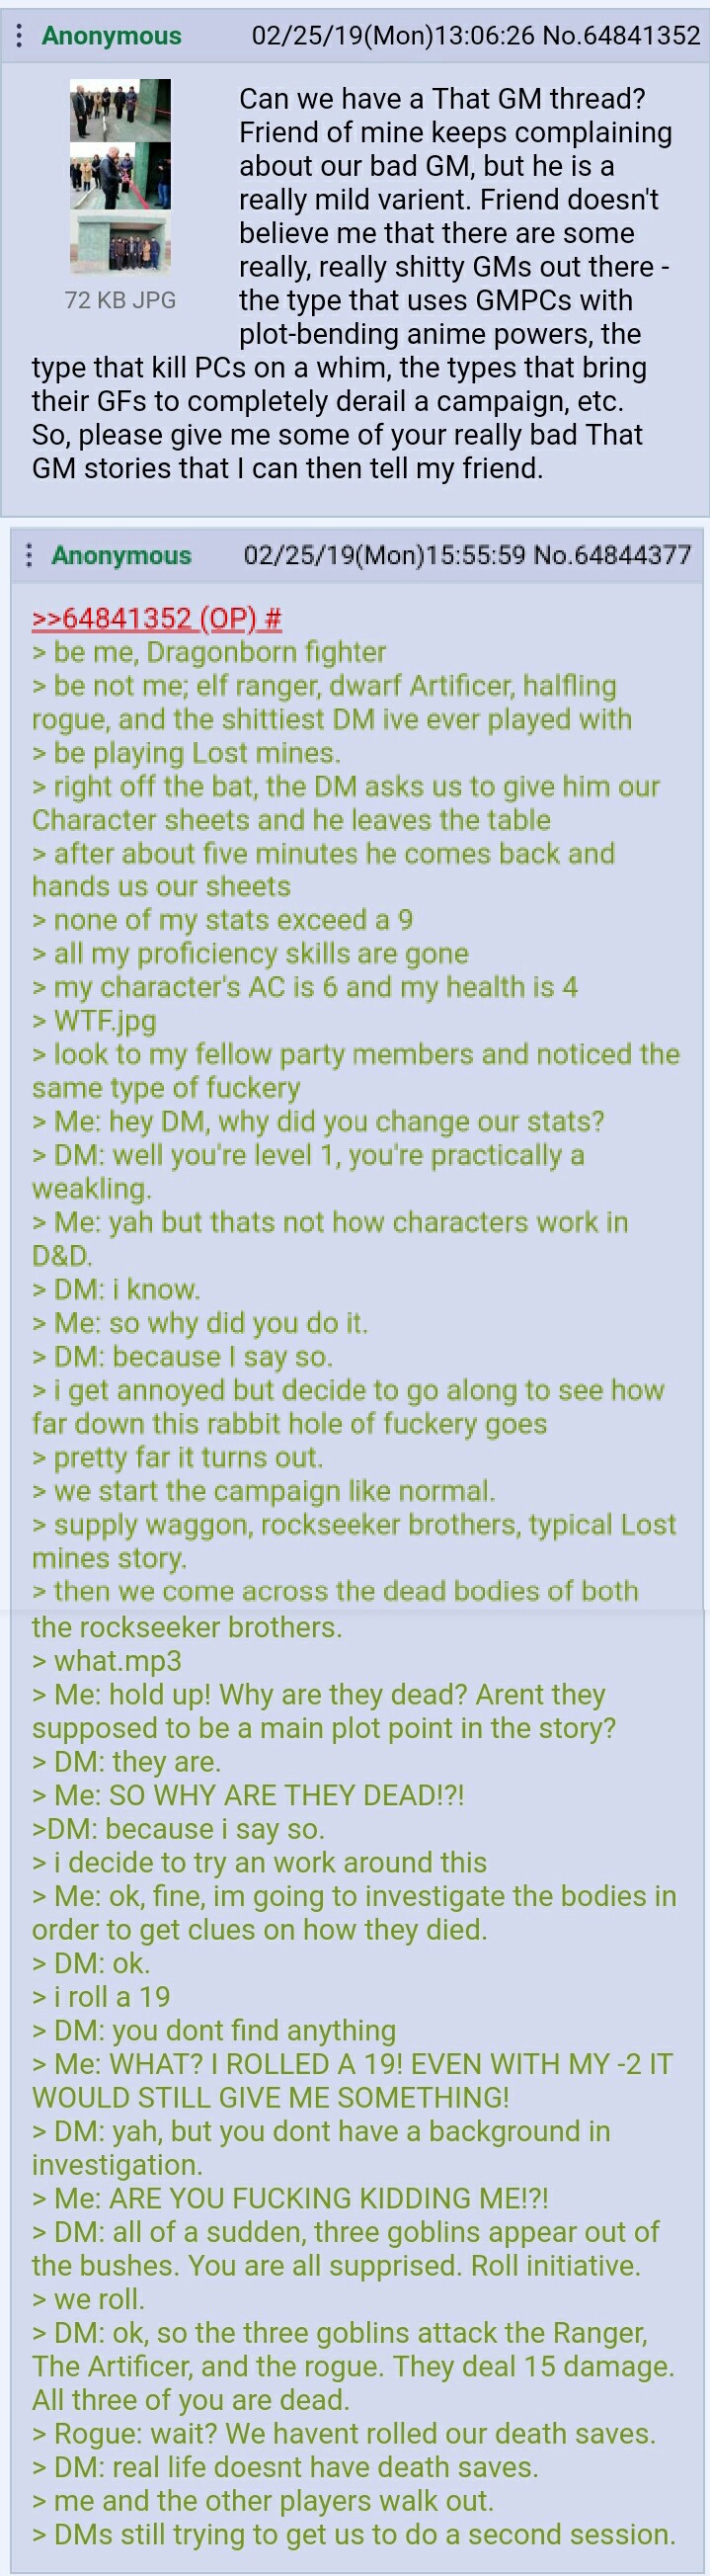 Anonymous 02/25/19(Mon)13:06:26 No.64841352
Can we have a That GM thread?
Friend of mine keeps complaining
about our bad GM, but he is a
really mild varient. Friend doesn't
believe me that there are some
really, really shitty GMs out there -
the type that uses GMPCs with
plot-bending anime powers, the
72 KB JPG
type that kill PCs on a whim, the types that bring
their GFs to completely derail a campaign, etc.
So, please give me some of your really bad That
GM stories that I can then tell my friend.
Anonymous 02/25/19(Mon)15:55:59 No.64844377
>>64841352 (OP) #
> be me, Dragonborn fighter
> be not me; elf ranger, dwarf Artificer, halfling
rogue, and the shittiest DM ive ever played with
> be playing Lost mines.
> right off the bat, the DM asks us to give him our
Character sheets and he leaves the table
> after about five minutes he comes back and
hands us our sheets
> none of my stats exceed a 9
> all my proficiency skills are gone
> my character's AC is 6 and my health is 4
> WTF.jpg
> look to my fellow party members and noticed the
same type of fuckery
> Me: hey DM, why did you change our stats?
> DM: well you're level 1, you're practically a
weakling.
> Me: yah but thats not how characters work in
D&D.
> DM: i know.
> Me: so why did you do it.
> DM: because I say so.
> i get annoyed but decide to go along to see how
far down this rabbit hole of fuckery goes
> pretty far it turns out.
> we start the campaign like normal.
> supply waggon, rockseeker brothers, typical Lost
mines story.
> then we come across the dead bodies of both
the rockseeker brothers.
> what.mp3
> Me: hold up! Why are they dead? Arent they
supposed to be a main plot point in the story?
> DM: they are.
> Me: SO WHY ARE THEY DEAD!?!
>DM: because i say so.
> i decide to try an work around this
> Me: ok, fine, im going to investigate the bodies in
order to get clues on how they died.
> DM: ok.
> i roll a 19
> DM: you dont find anything
> Me: WHAT? I ROLLED A 19! EVEN WITH MY -2 IT
WOULD STILL GIVE ME SOMETHING!
> DM: yah, but you dont have a background in
investigation.
> Me: ARE YOU FUCKING KIDDING ME!?!
> DM: all of a sudden, three goblins appear out of
the bushes. You are all supprised. Roll initiative.
> we roll.
> DM: ok, so the three goblins attack the Ranger,
The Artificer, and the rogue. They deal 15 damage.
All three of you are dead.
> Rogue: wait? We havent rolled our death saves.
> DM: real life doesnt have death saves.
> me and the other players walk out.
> DMs still trying to get us to do a second session.